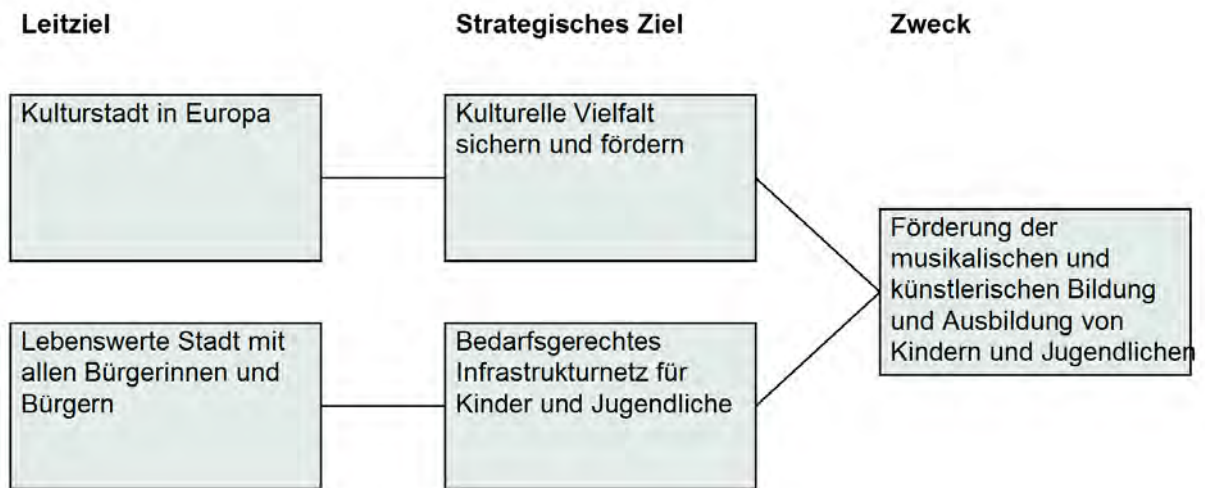 Leitziel
Strategisches Ziel
Zweck
Kulturstadt in Europa
Kulturelle Vielfalt
sichern und fördern
Förderung der
musikalischen und
künstlerischen Bildung
und Ausbildung von
Kindern und Jugendlichen
Lebenswerte Stadt mit
allen Bürgerinnen und
Bürgern
Bedarfsgerechtes
Infrastrukturnetz für
Kinder und Jugendliche